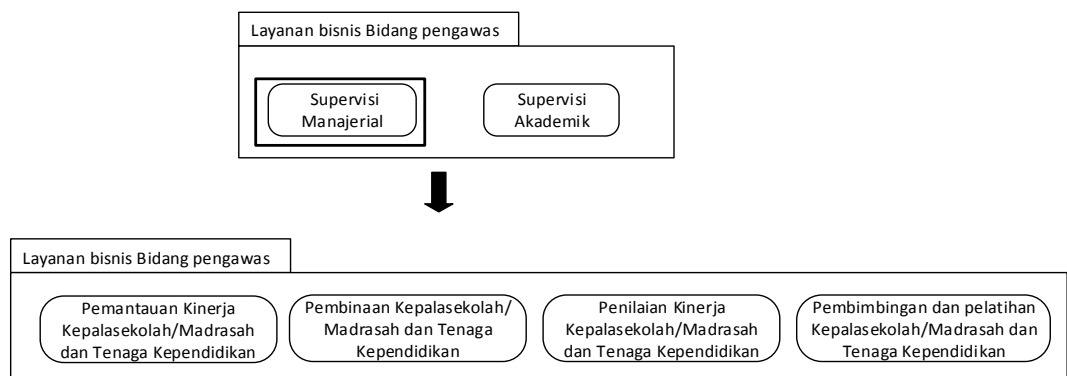 Layanan bisnis Bidang pengawas
Supervisi
Manajerial
Supervisi
Akademik
Layanan bisnis Bidang pengawas
Pemantauan Kinerja
Kepalasekolah/Madrasah
dan Tenaga Kependidikan
Pembinaan Kepalasekolah/
Madrasah dan Tenaga
Kependidikan
Penilaian Kinerja
Kepalasekolah/Madrasah
dan Tenaga Kependidikan
Pembimbingan dan pelatihan
Kepalasekolah/Madrasah dan
Tenaga Kependidikan